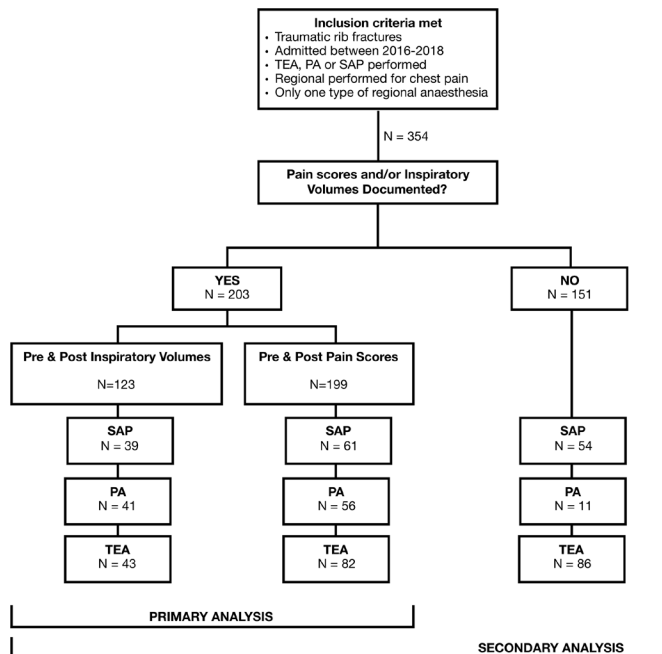 Inclusion criteria met
• Traumatic rib fractures
• Admitted between 2016-2018
• TEA, PA or SAP performed
• Regional performed for chest pain
• Only one type of regional anaesthesia
N = 354
Pain scores and/or Inspiratory
Volumes Documented?
YES
N = 203
NO
N = 151
Pre & Post Inspiratory Volumes
N=123
Pre & Post Pain Scores
N=199
SAP
N = 39
SAP
N = 61
SAP
N = 54
PA
N = 41
PA
N = 56
PA
N = 11
TEA
N = 43
TEA
N = 82
TEA
N = 86
PRIMARY ANALYSIS
SECONDARY ANALYSIS